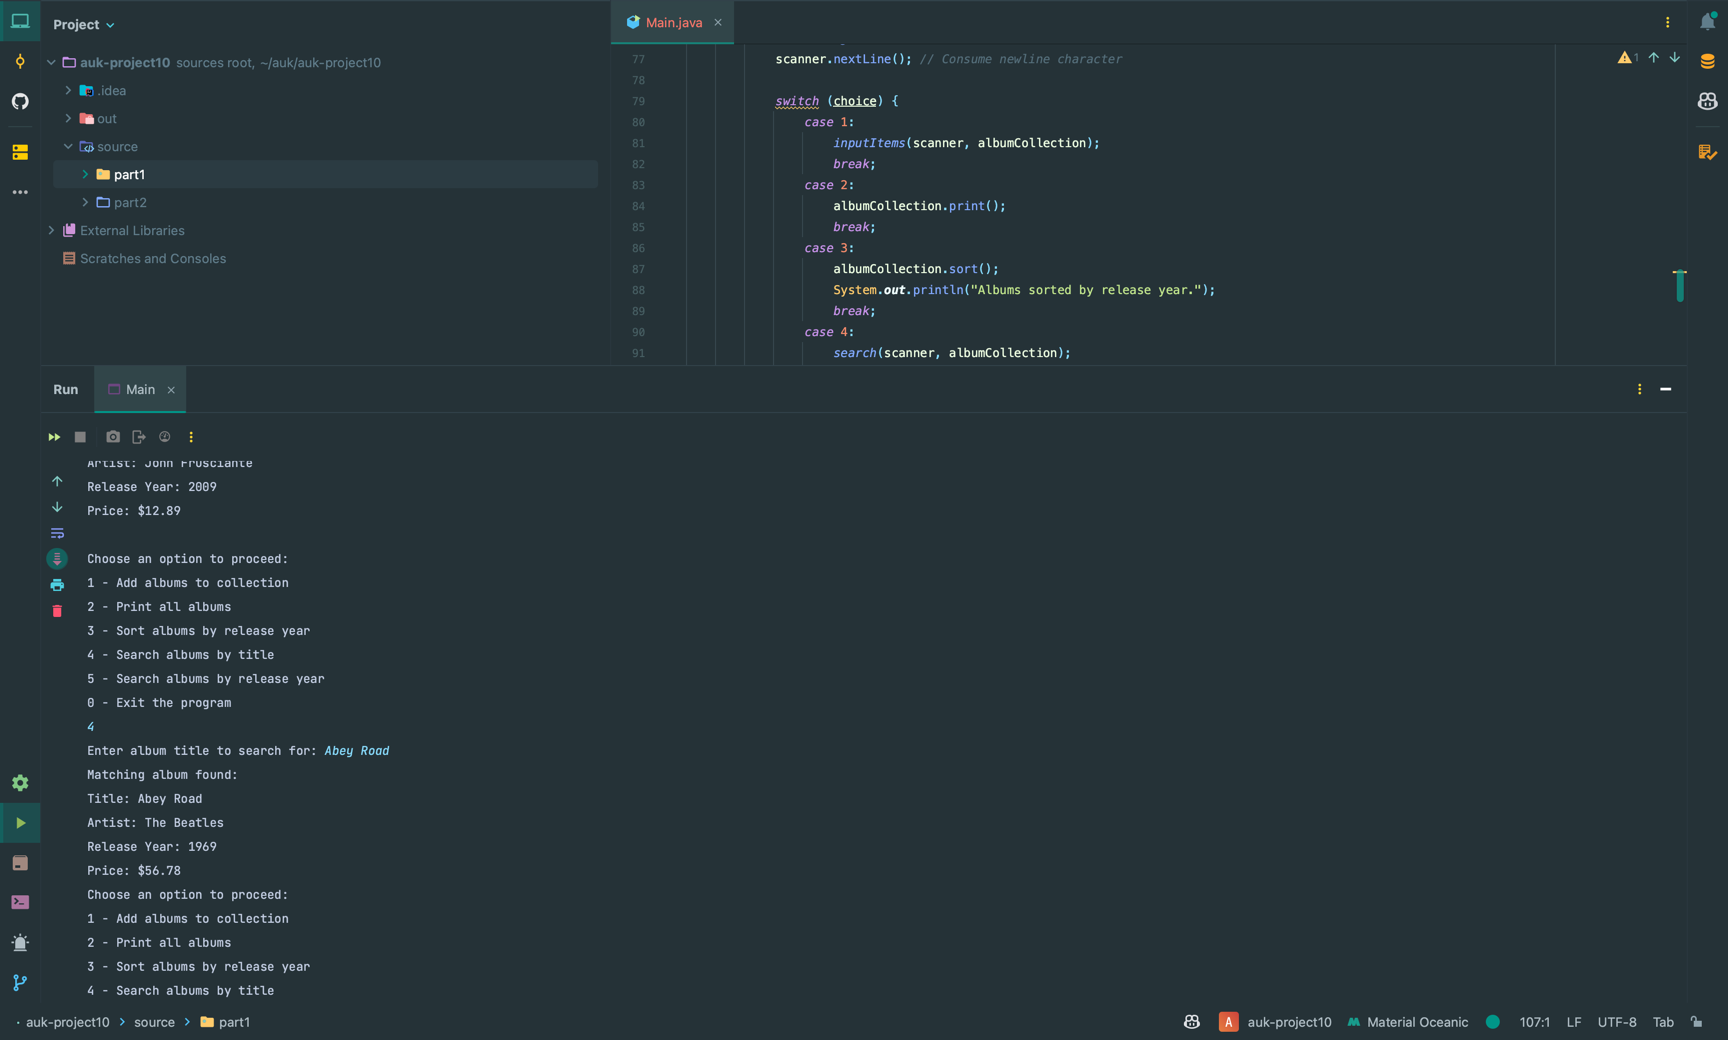 Project
auk-project10 sources root, ~/auk/auk-project10
.idea
out
source
part1
part2
External Libraries
Scratches and Consoles
Main.java
1
77 scanner.nextLine(); // Consume newline character
78
79 switch (choice) {
80 case 1:
81 inputItems(scanner, albumCollection);
82 break;
83 case 2:
84 albumCollection.print();
85 break;
86 case 3:
87 albumCollection.sort();
88 System.out.println("Albums sorted by release year.");
89 break;
90 case 4:
91 search(scanner, albumCollection);
Run Main
Artist: John Frusciante
Release Year: 2009
Price: $12.89
Choose an option to proceed:
1 - Add albums to collection
2 - Print all albums
3 - Sort albums by release year
4 - Search albums by title
5 - Search albums by release year
0 - Exit the program
4
Enter album title to search for: Abey Road
Matching album found:
Title: Abey Road
Artist: The Beatles
Release Year: 1969
Price: $56.78
Choose an option to proceed:
1 - Add albums to collection
2 - Print all albums
3 - Sort albums by release year
4 - Search albums by title
auk-project10 source part1
A auk-project10 Material Oceanic 107:1 LF UTF-8 Tab